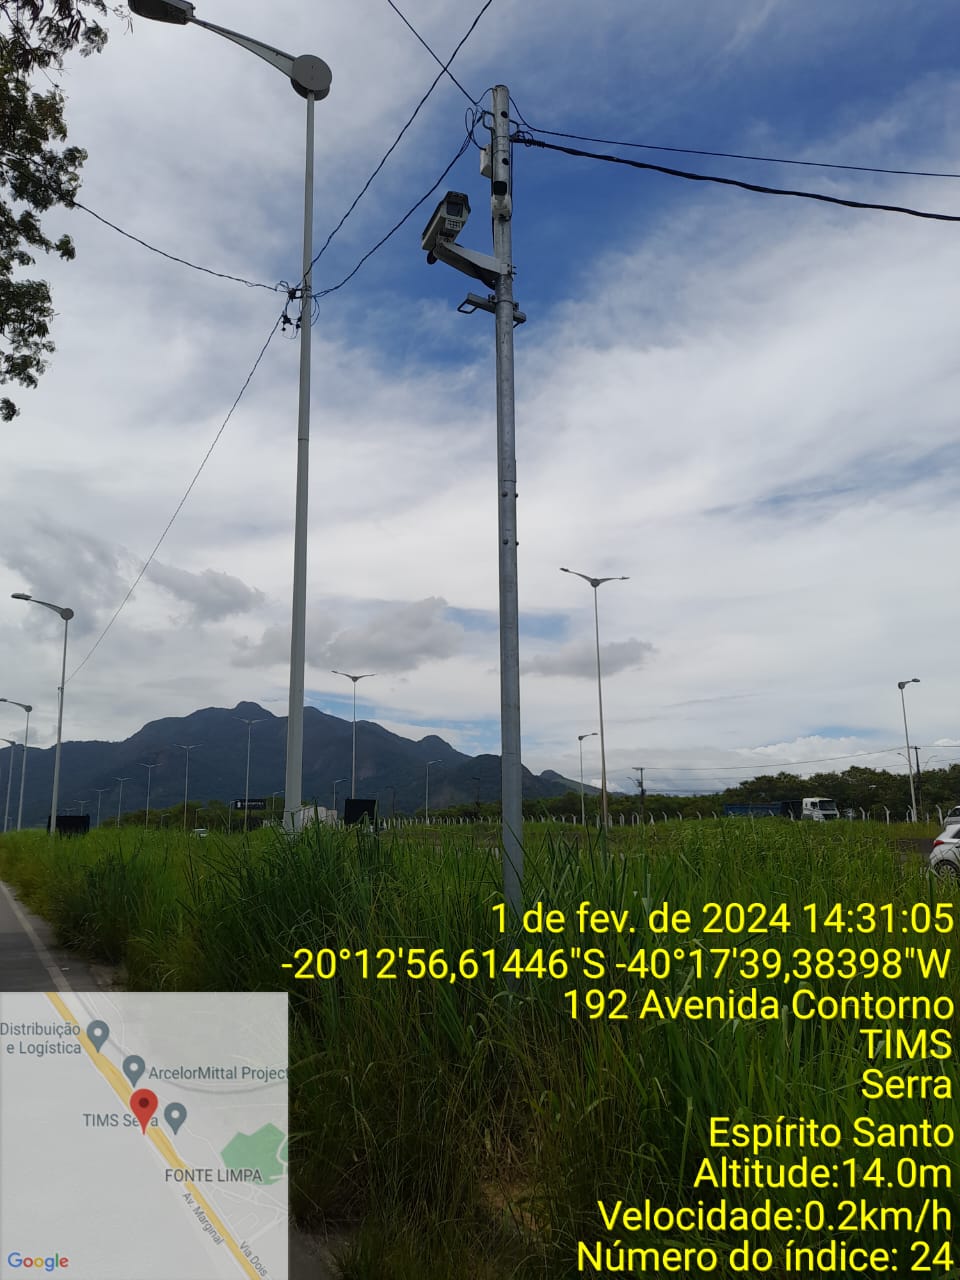 1 de fev. de 2024 14:31:05
-20°12'56,61446"S -40°17'39,38398"W
192 Avenida Contorno
TIMS
Serra
Espírito Santo
Altitude:14.0m
Velocidade:0.2km/h
Número do índice: 24
Distribuição
e Logística
ArcelorMittal Project
TIMS Serra
FONTE LIMPA
Av. Marginal
Via Dois
Google